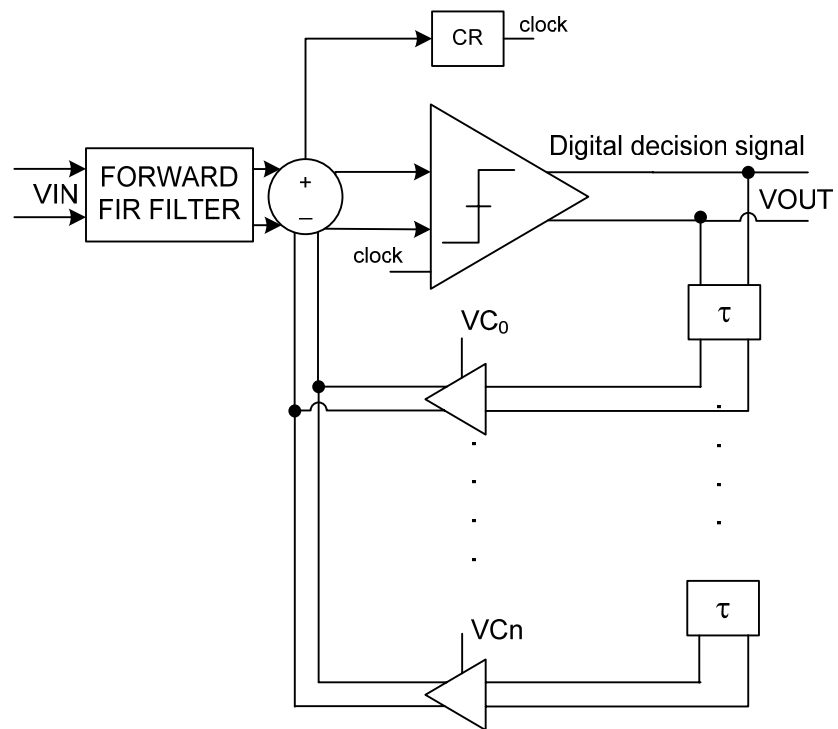 CR
clock
VIN
FORWARD
FIR FILTER
+
–
clock
Digital decision signal
VOUT
τ
VC₀
τ
VCn